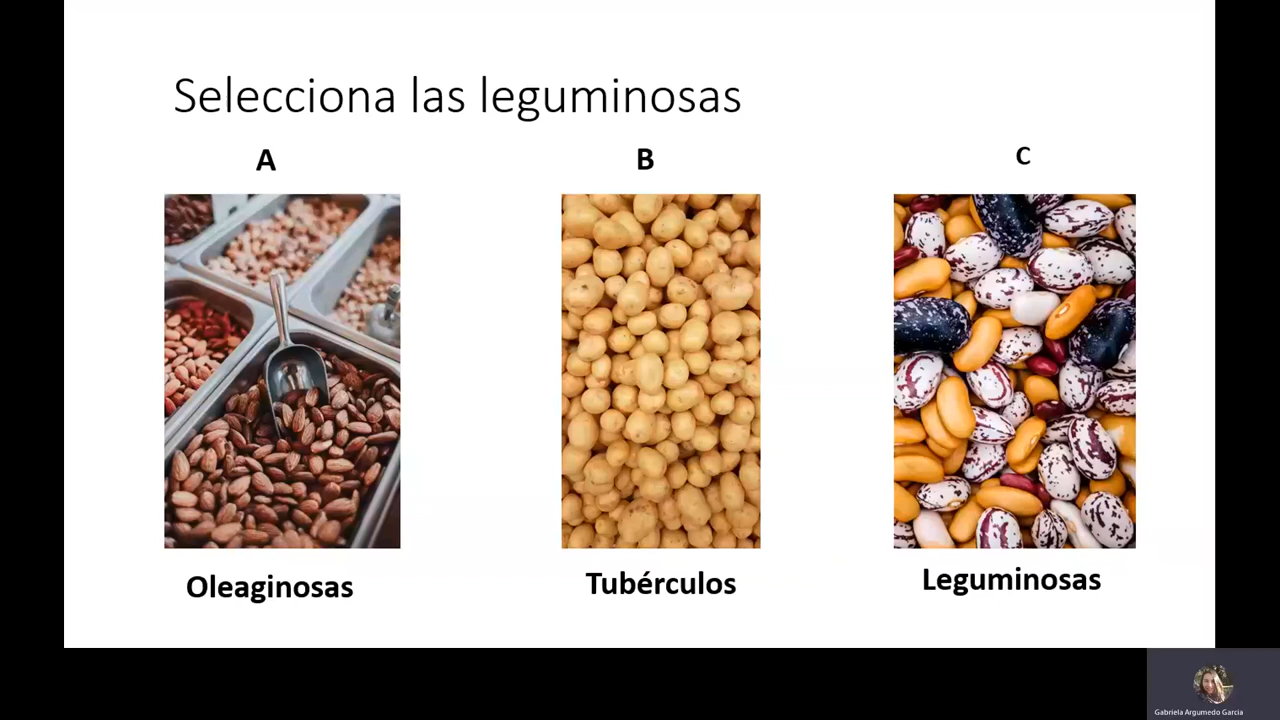 Selecciona las leguminosas
A
B
C
Oleaginosas
Tubérculos
Leguminosas
Gabriela Argumedo Garcia